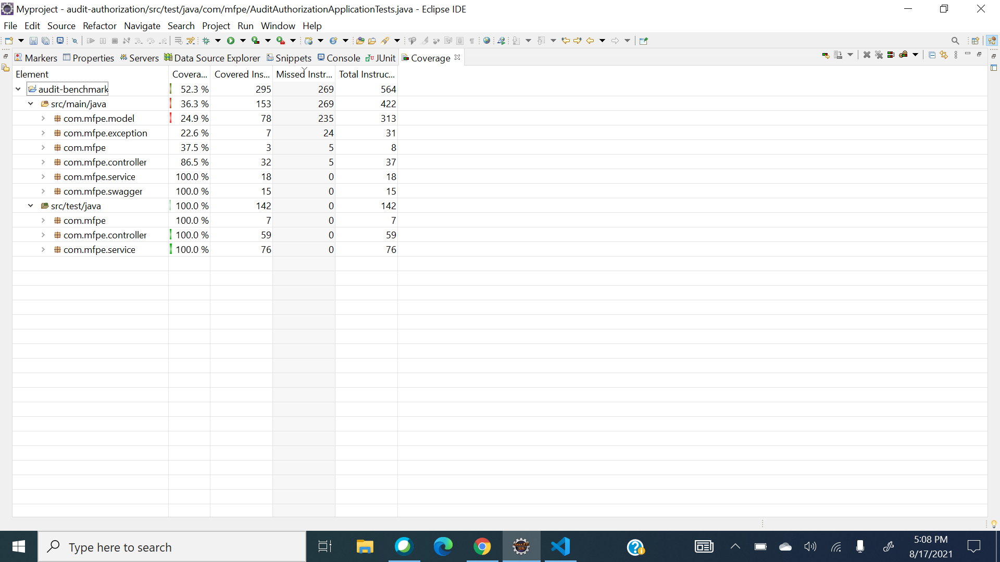 Myproject - audit-authorization/src/test/java/com/mfpe/AuditAuthorizationApplicationTests.java - Eclipse IDE
File Edit Source Refactor Navigate Search Project Run Window Help
Markers Properties Servers Data Source Explorer Snippets Console JUnit Coverage
Element Covera... Covered Ins... Missed Instr... Total Instruc...
audit-benchmark 52.3 % 295 269 564
src/main/java 36.3 % 153 269 422
com.mfpe.model 24.9 % 78 235 313
com.mfpe.exception 22.6 % 7 24 31
com.mfpe 37.5 % 3 5 8
com.mfpe.controller 86.5 % 32 5 37
com.mfpe.service 100.0 % 18 0 18
com.mfpe.swagger 100.0 % 15 0 15
src/test/java 100.0 % 142 0 142
com.mfpe 100.0 % 7 0 7
com.mfpe.controller 100.0 % 59 0 59
com.mfpe.service 100.0 % 76 0 76
Type here to search
5:08 PM
8/17/2021